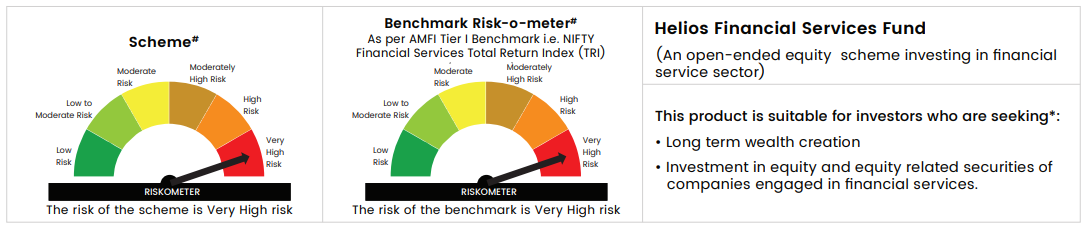 Scheme#
Moderate
Risk
Moderately
High Risk
Low to
Moderate Risk
High
Risk
Low
Risk
Very
High
Risk
RISKOMETER
The risk of the scheme is Very High risk
Benchmark Risk-o-meter#
As per AMFI Tier I Benchmark i.e. NIFTY
Financial Services Total Return Index (TRI)
Moderate
Risk
Moderately
High Risk
Low to
Moderate Risk
High
Risk
Low
Risk
Very
High
Risk
RISKOMETER
The risk of the benchmark is Very High risk
Helios Financial Services Fund
(An open-ended equity scheme investing in financial
service sector)
This product is suitable for investors who are seeking*:
• Long term wealth creation
• Investment in equity and equity related securities of
companies engaged in financial services.